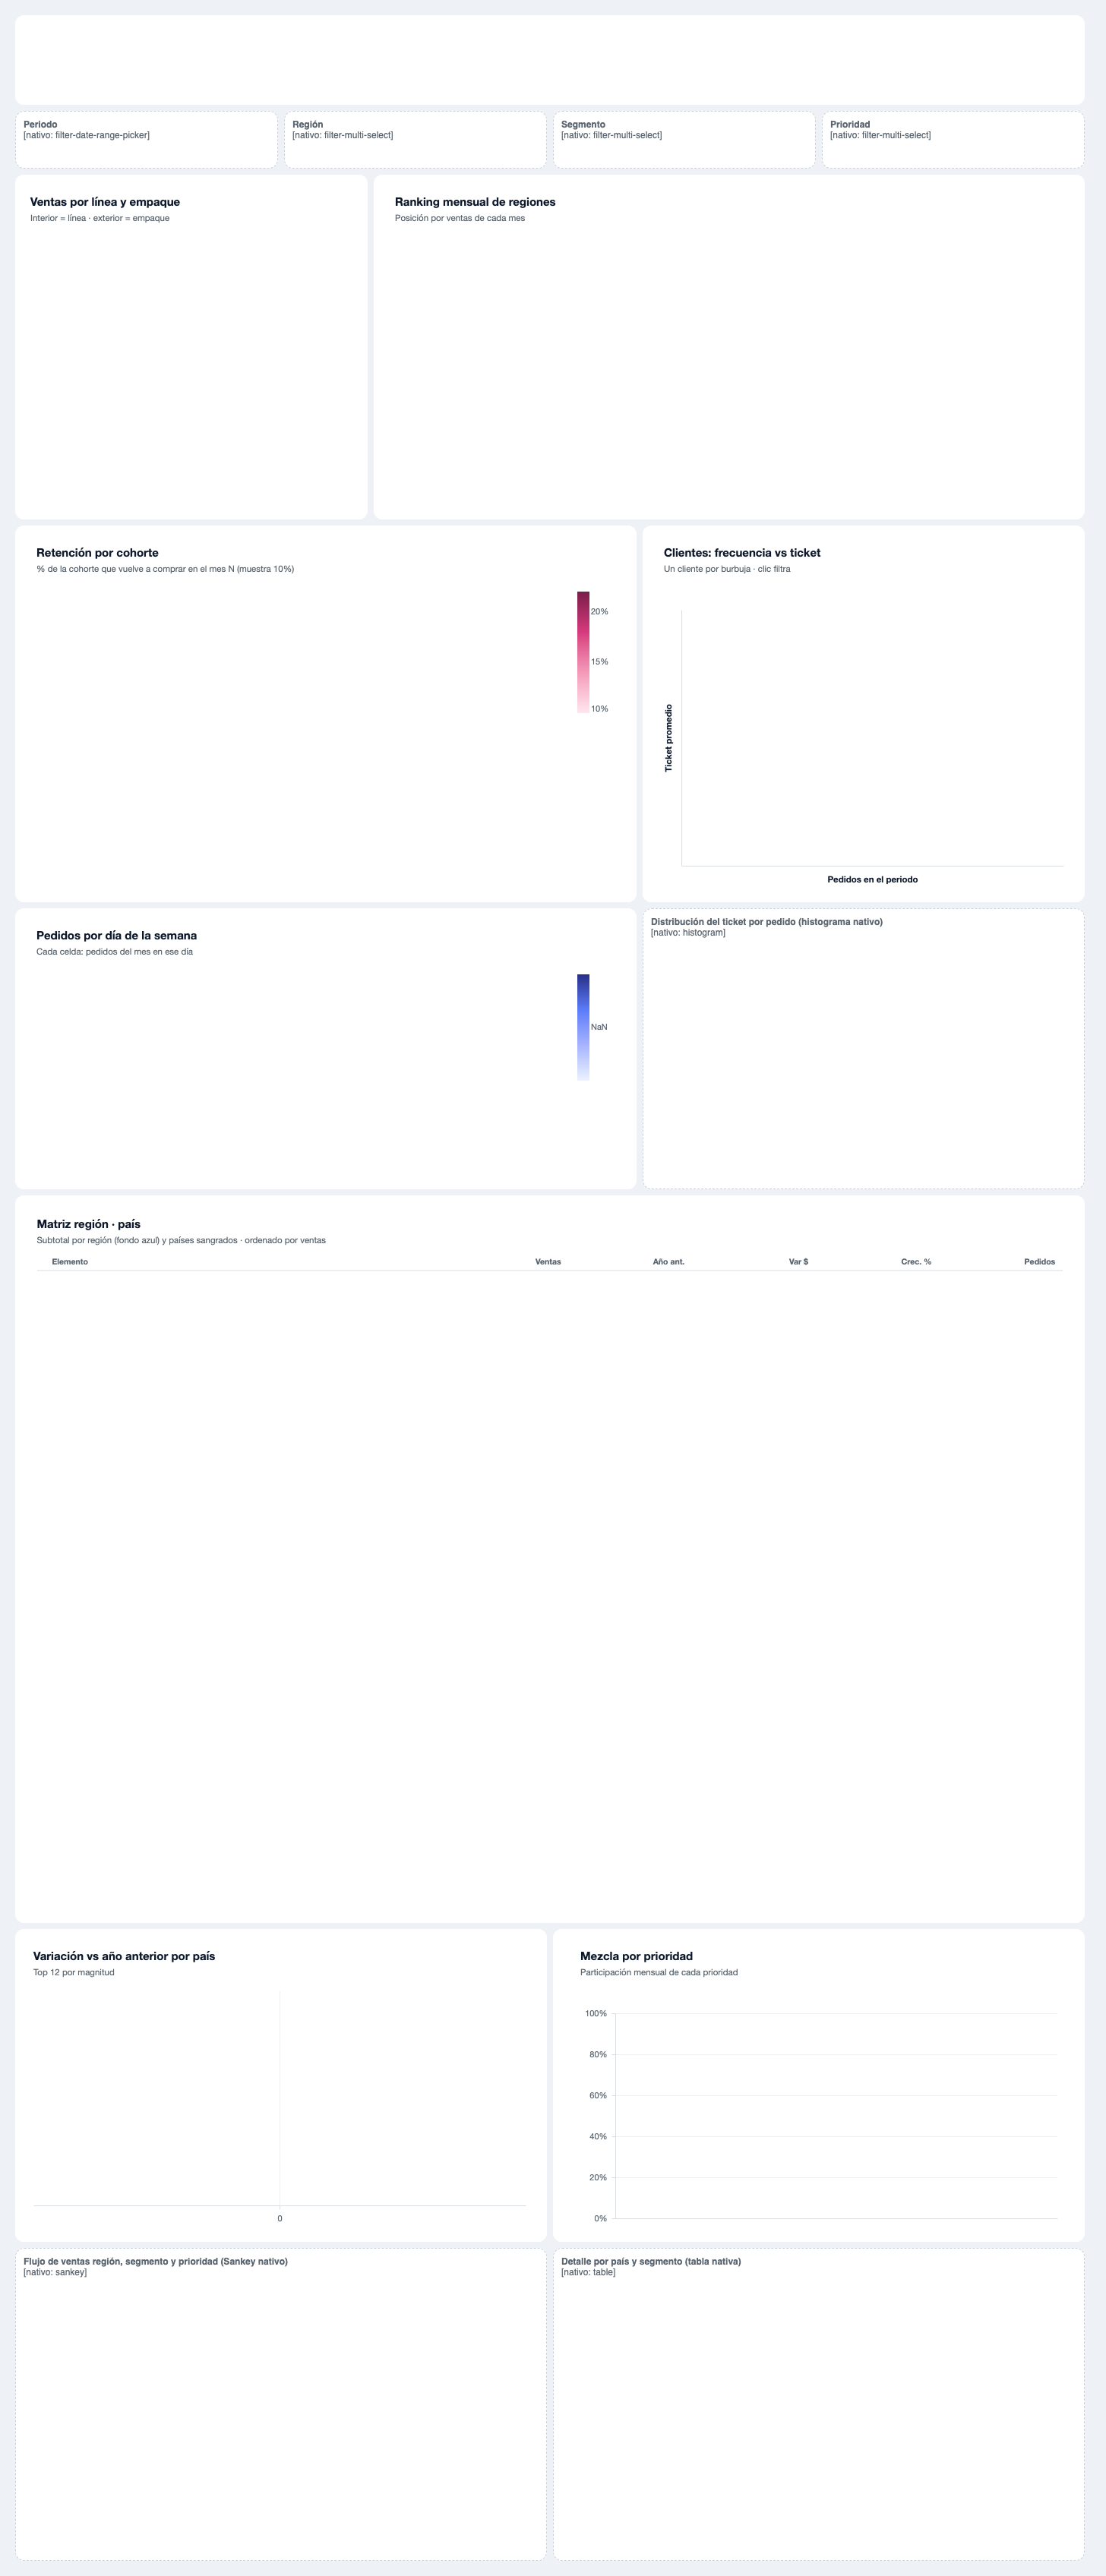 Periodo
[nativo: filter-date-range-picker]
Región
[nativo: filter-multi-select]
Segmento
[nativo: filter-multi-select]
Prioridad
[nativo: filter-multi-select]
Ventas por línea y empaque
Interior = línea · exterior = empaque
Ranking mensual de regiones
Posición por ventas de cada mes
Retención por cohorte
% de la cohorte que vuelve a comprar en el mes N (muestra 10%)
20%
15%
10%
Clientes: frecuencia vs ticket
Un cliente por burbuja · clic filtra
Ticket promedio
Pedidos en el periodo
Pedidos por día de la semana
Cada celda: pedidos del mes en ese día
NaN
Distribución del ticket por pedido (histograma nativo)
[nativo: histogram]
Matriz región · país
Subtotal por región (fondo azul) y países sangrados · ordenado por ventas
Elemento Ventas Año ant. Var $ Crec. % Pedidos
Variación vs año anterior por país
Top 12 por magnitud
0
Mezcla por prioridad
Participación mensual de cada prioridad
100%
80%
60%
40%
20%
0%
Flujo de ventas región, segmento y prioridad (Sankey nativo)
[nativo: sankey]
Detalle por país y segmento (tabla nativa)
[nativo: table]